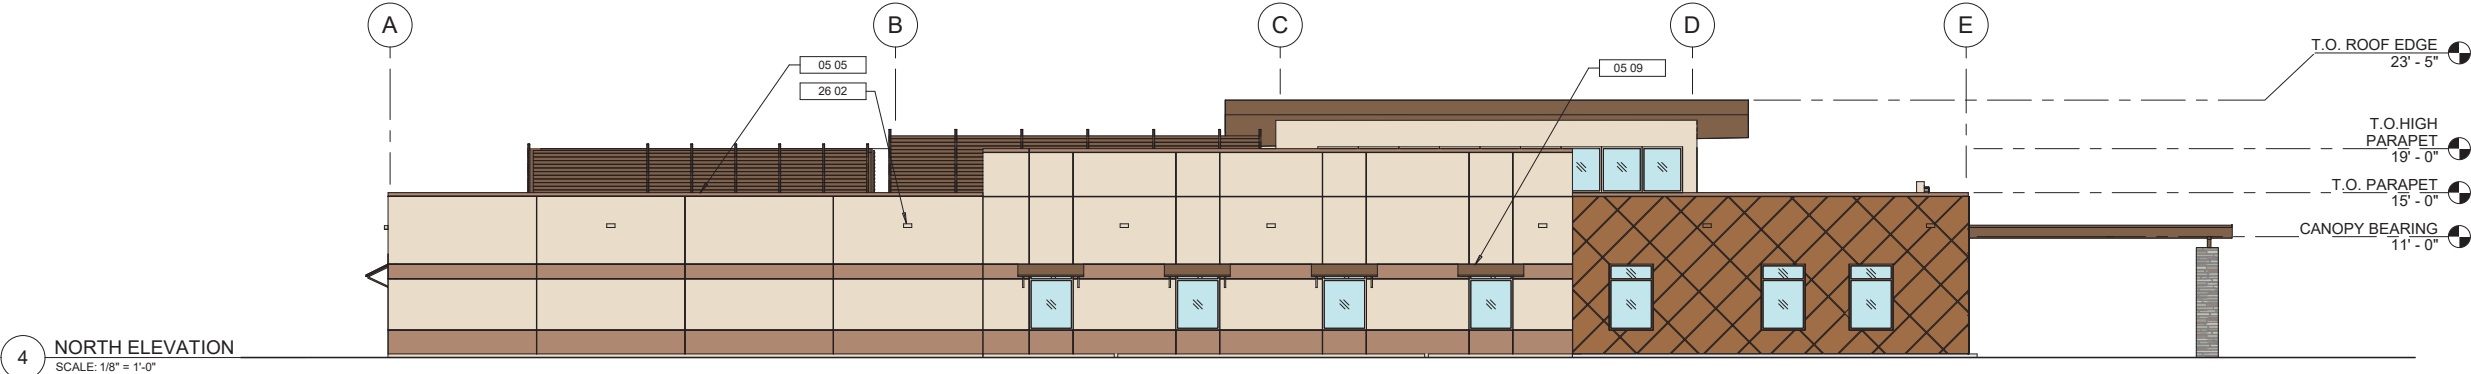 A
B
C
D
E
05 05
26 02
05 09
T.O. ROOF EDGE
23' - 5"
T.O.HIGH
PARAPET
19' - 0"
T.O. PARAPET
15' - 0"
CANOPY BEARING
11' - 0"
4
NORTH ELEVATION
SCALE: 1/8" = 1'-0"